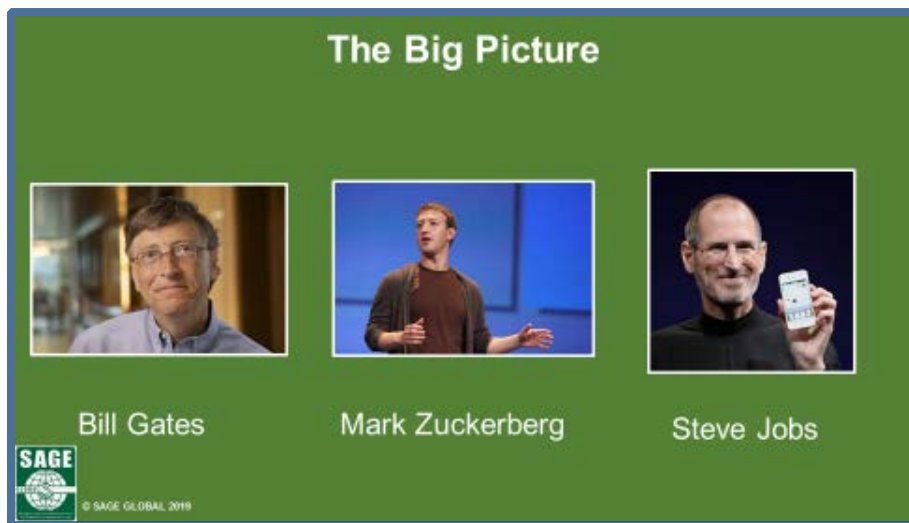 The Big Picture
Bill Gates
Mark Zuckerberg
Steve Jobs
SAGE
© SAGE GLOBAL 2019